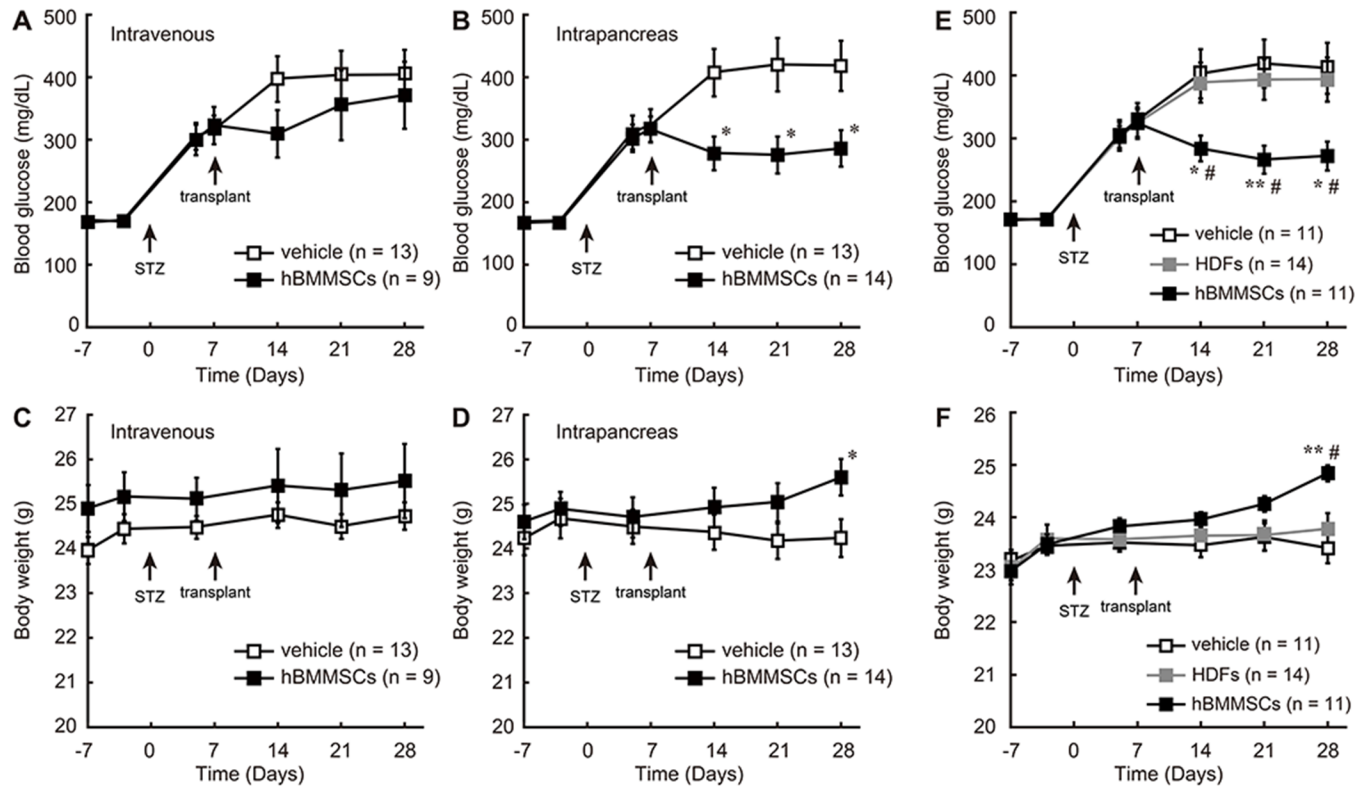 A
Intravenous
Blood glucose (mg/dL)
500
400
300
200
100
0
transplant
STZ
vehicle (n = 13)
hBMMSCs (n = 9)
-7 0 7 14 21 28
Time (Days)
B
Intrapancreas
Blood glucose (mg/dL)
500
400
300
200
100
0
* * *
transplant
STZ
vehicle (n = 13)
hBMMSCs (n = 14)
-7 0 7 14 21 28
Time (Days)
E
Blood glucose (mg/dL)
500
400
300
200
100
0
transplant
* # ** # * #
STZ
vehicle (n = 11)
HDFs (n = 14)
hBMMSCs (n = 11)
-7 0 7 14 21 28
Time (Days)
C
Intravenous
Body weight (g)
27
26
25
24
23
22
21
20
STZ
transplant
vehicle (n = 13)
hBMMSCs (n = 9)
-7 0 7 14 21 28
Time (Days)
D
Intrapancreas
Body weight (g)
27
26
25
24
23
22
21
20
*
STZ
transplant
vehicle (n = 13)
hBMMSCs (n = 14)
-7 0 7 14 21 28
Time (Days)
F
Body weight (g)
26
25
24
23
22
21
20
** #
STZ
transplant
vehicle (n = 11)
HDFs (n = 14)
hBMMSCs (n = 11)
-7 0 7 14 21 28
Time (Days)